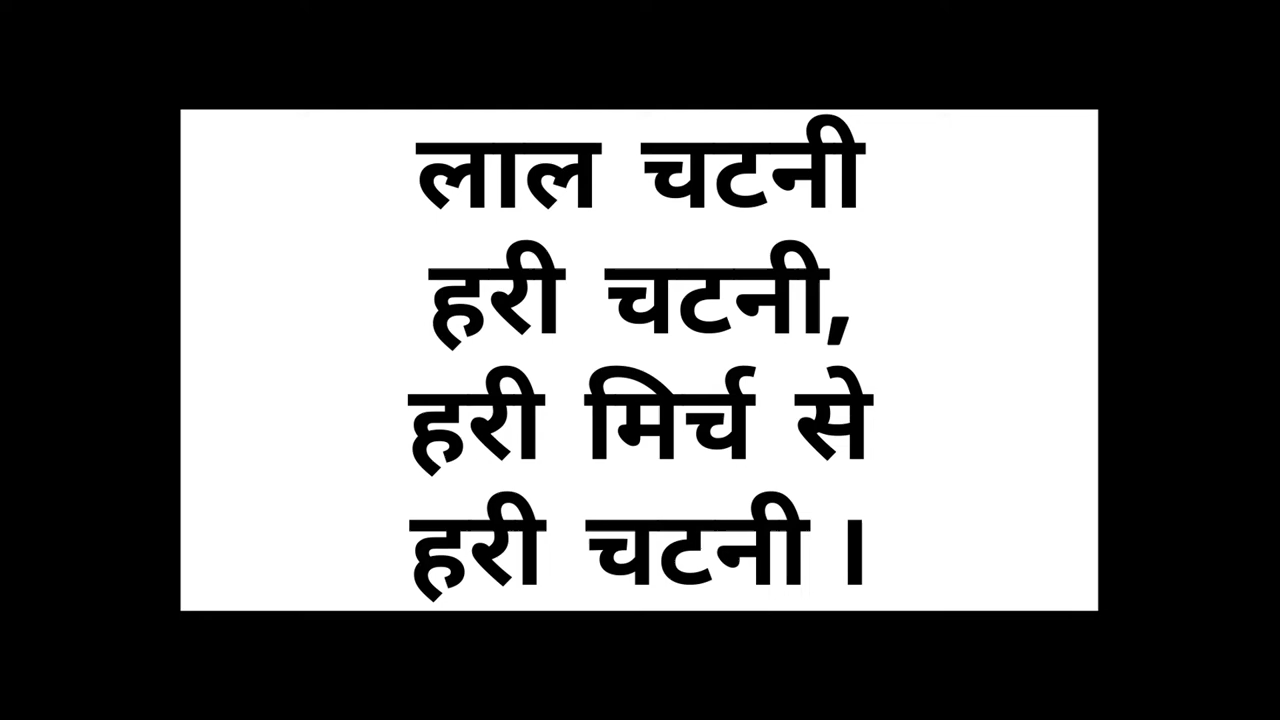 लाल चटनी
हरी चटनी,
हरी मिर्च से
हरी चटनी ।